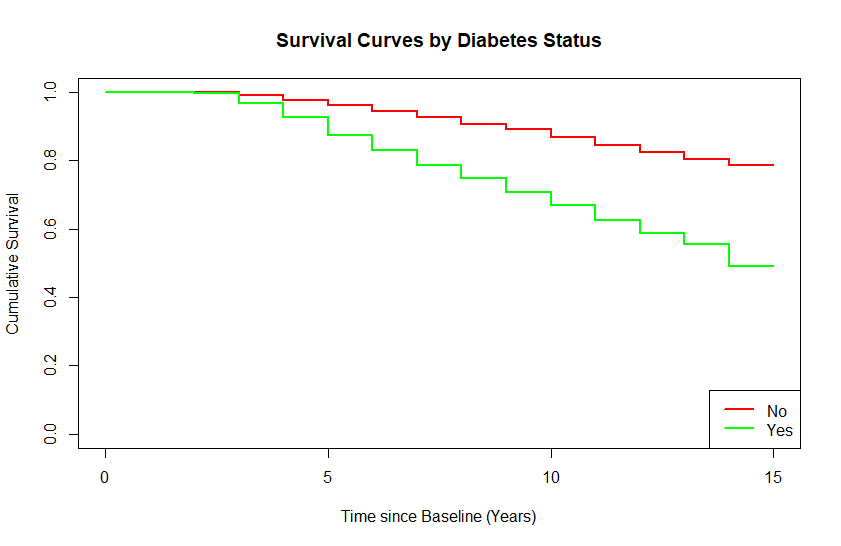 Survival Curves by Diabetes Status
Cumulative Survival
1.0
0.8
0.6
0.4
0.2
0.0
No
Yes
0 5 10 15
Time since Baseline (Years)